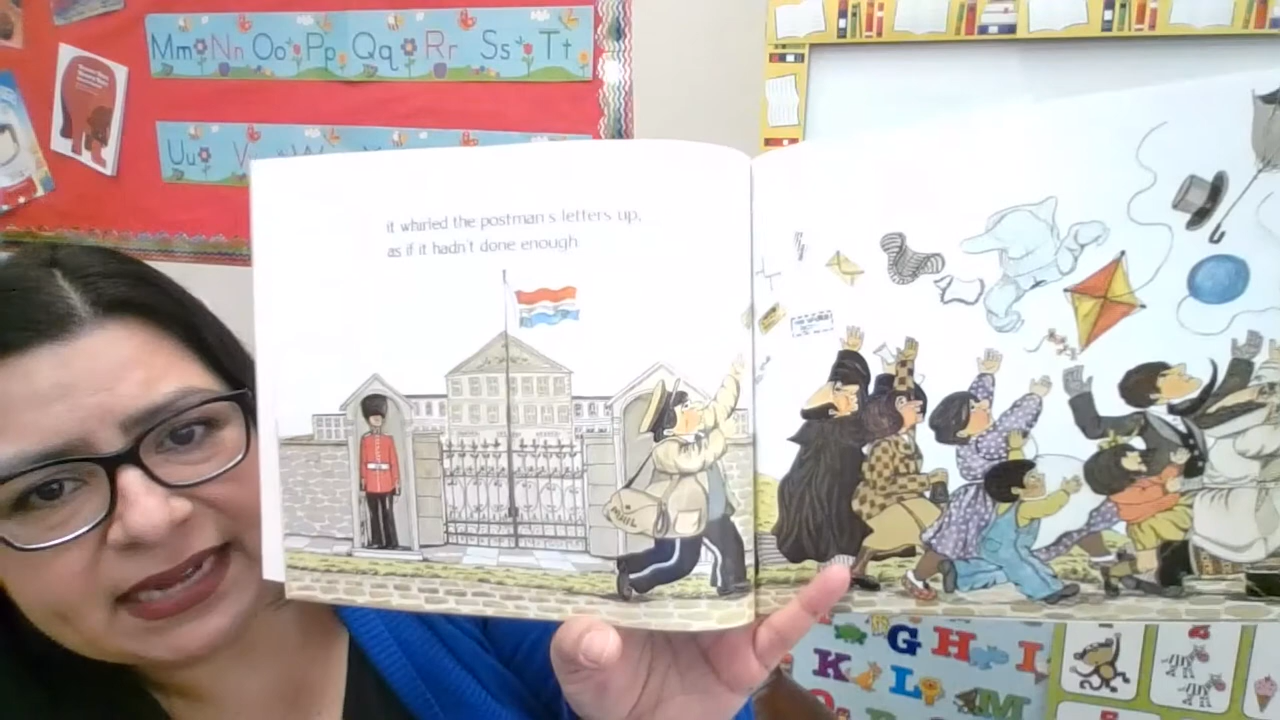 Mm Nn Oo Pp Qq Rr Ss Tt
Uu
it whirled the postman's letters up,
as if it hadn't done enough.
MAIL
G H I
K L M